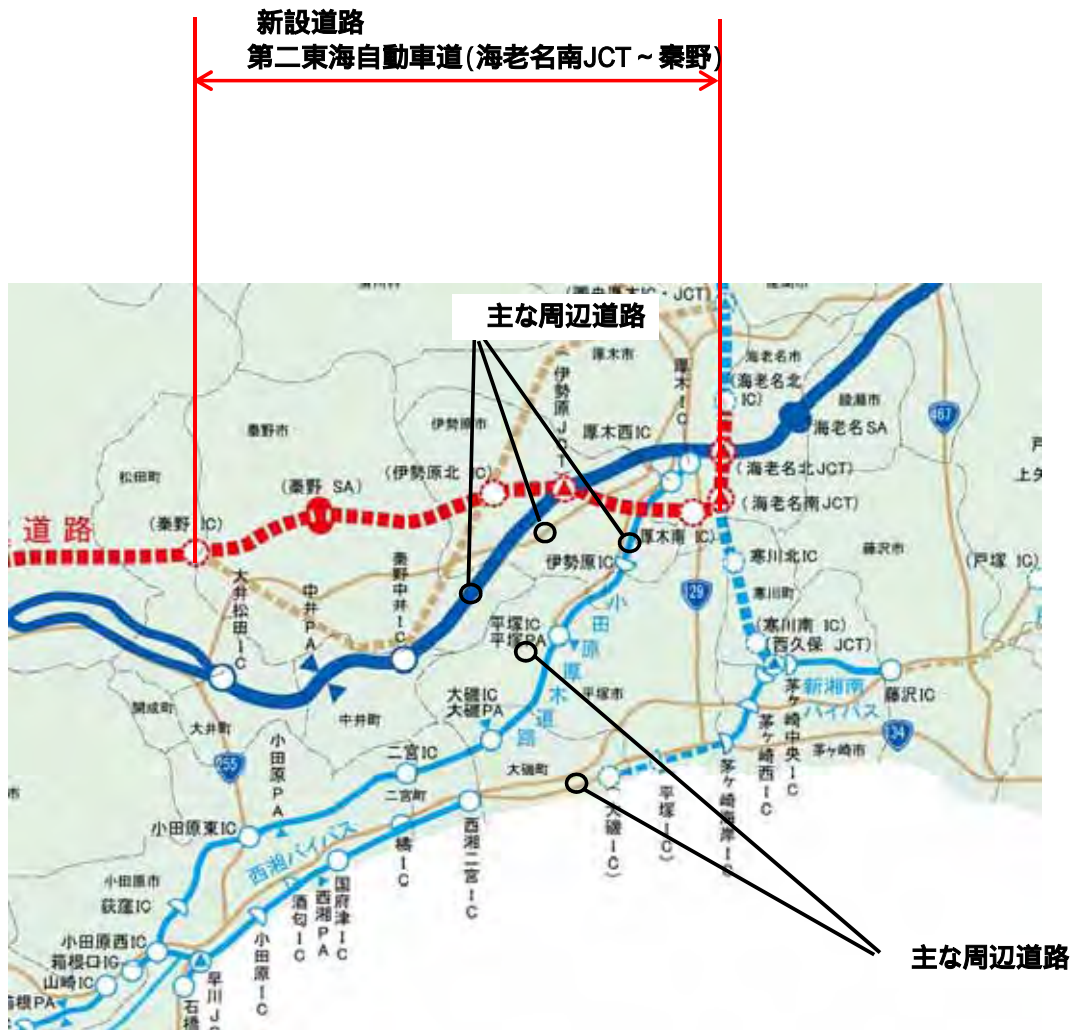 新設道路
第二東海自動車道(海老名南JCT~秦野)
主な周辺道路
厚木市
海老名市
(海老名北IC)
綾瀬市
467
海老名SA
厚木IC
伊勢原JCT
厚木西IC
伊勢原市
秦野市
松田町
(伊勢原北 IC)
(海老名北JCT)
(秦野 SA)
(海老名南JCT)
(秦野 IC)
道路
厚木南 IC)
伊勢原IC
寒川北IC
藤沢市
(戸塚 IC)
大井松田IC
中井PA
秦野中井IC
129
寒川町
平塚IC
平塚PA
小田原厚木道路
(寒川南 IC)
(西久保 JCT)
新湘南
バイパス
藤沢IC
開成町
大井町
中井町
大磯IC
大磯PA
平塚市
茅ヶ崎中央IC
茅ヶ崎西IC
茅ヶ崎市
255
小田原PA
二宮IC
大磯町
二宮町
茅ヶ崎海岸IC
(大磯IC)
平塚IC)
小田原東IC
西湘バイパス
橘IC
西湘二宮IC
小田原市
荻窪IC
国府津IC
西湘PA
酒匂IC
小田原IC
小田原西IC
箱根口IC
山崎IC
箱根PA
早川JC
石橋
主な周辺道路